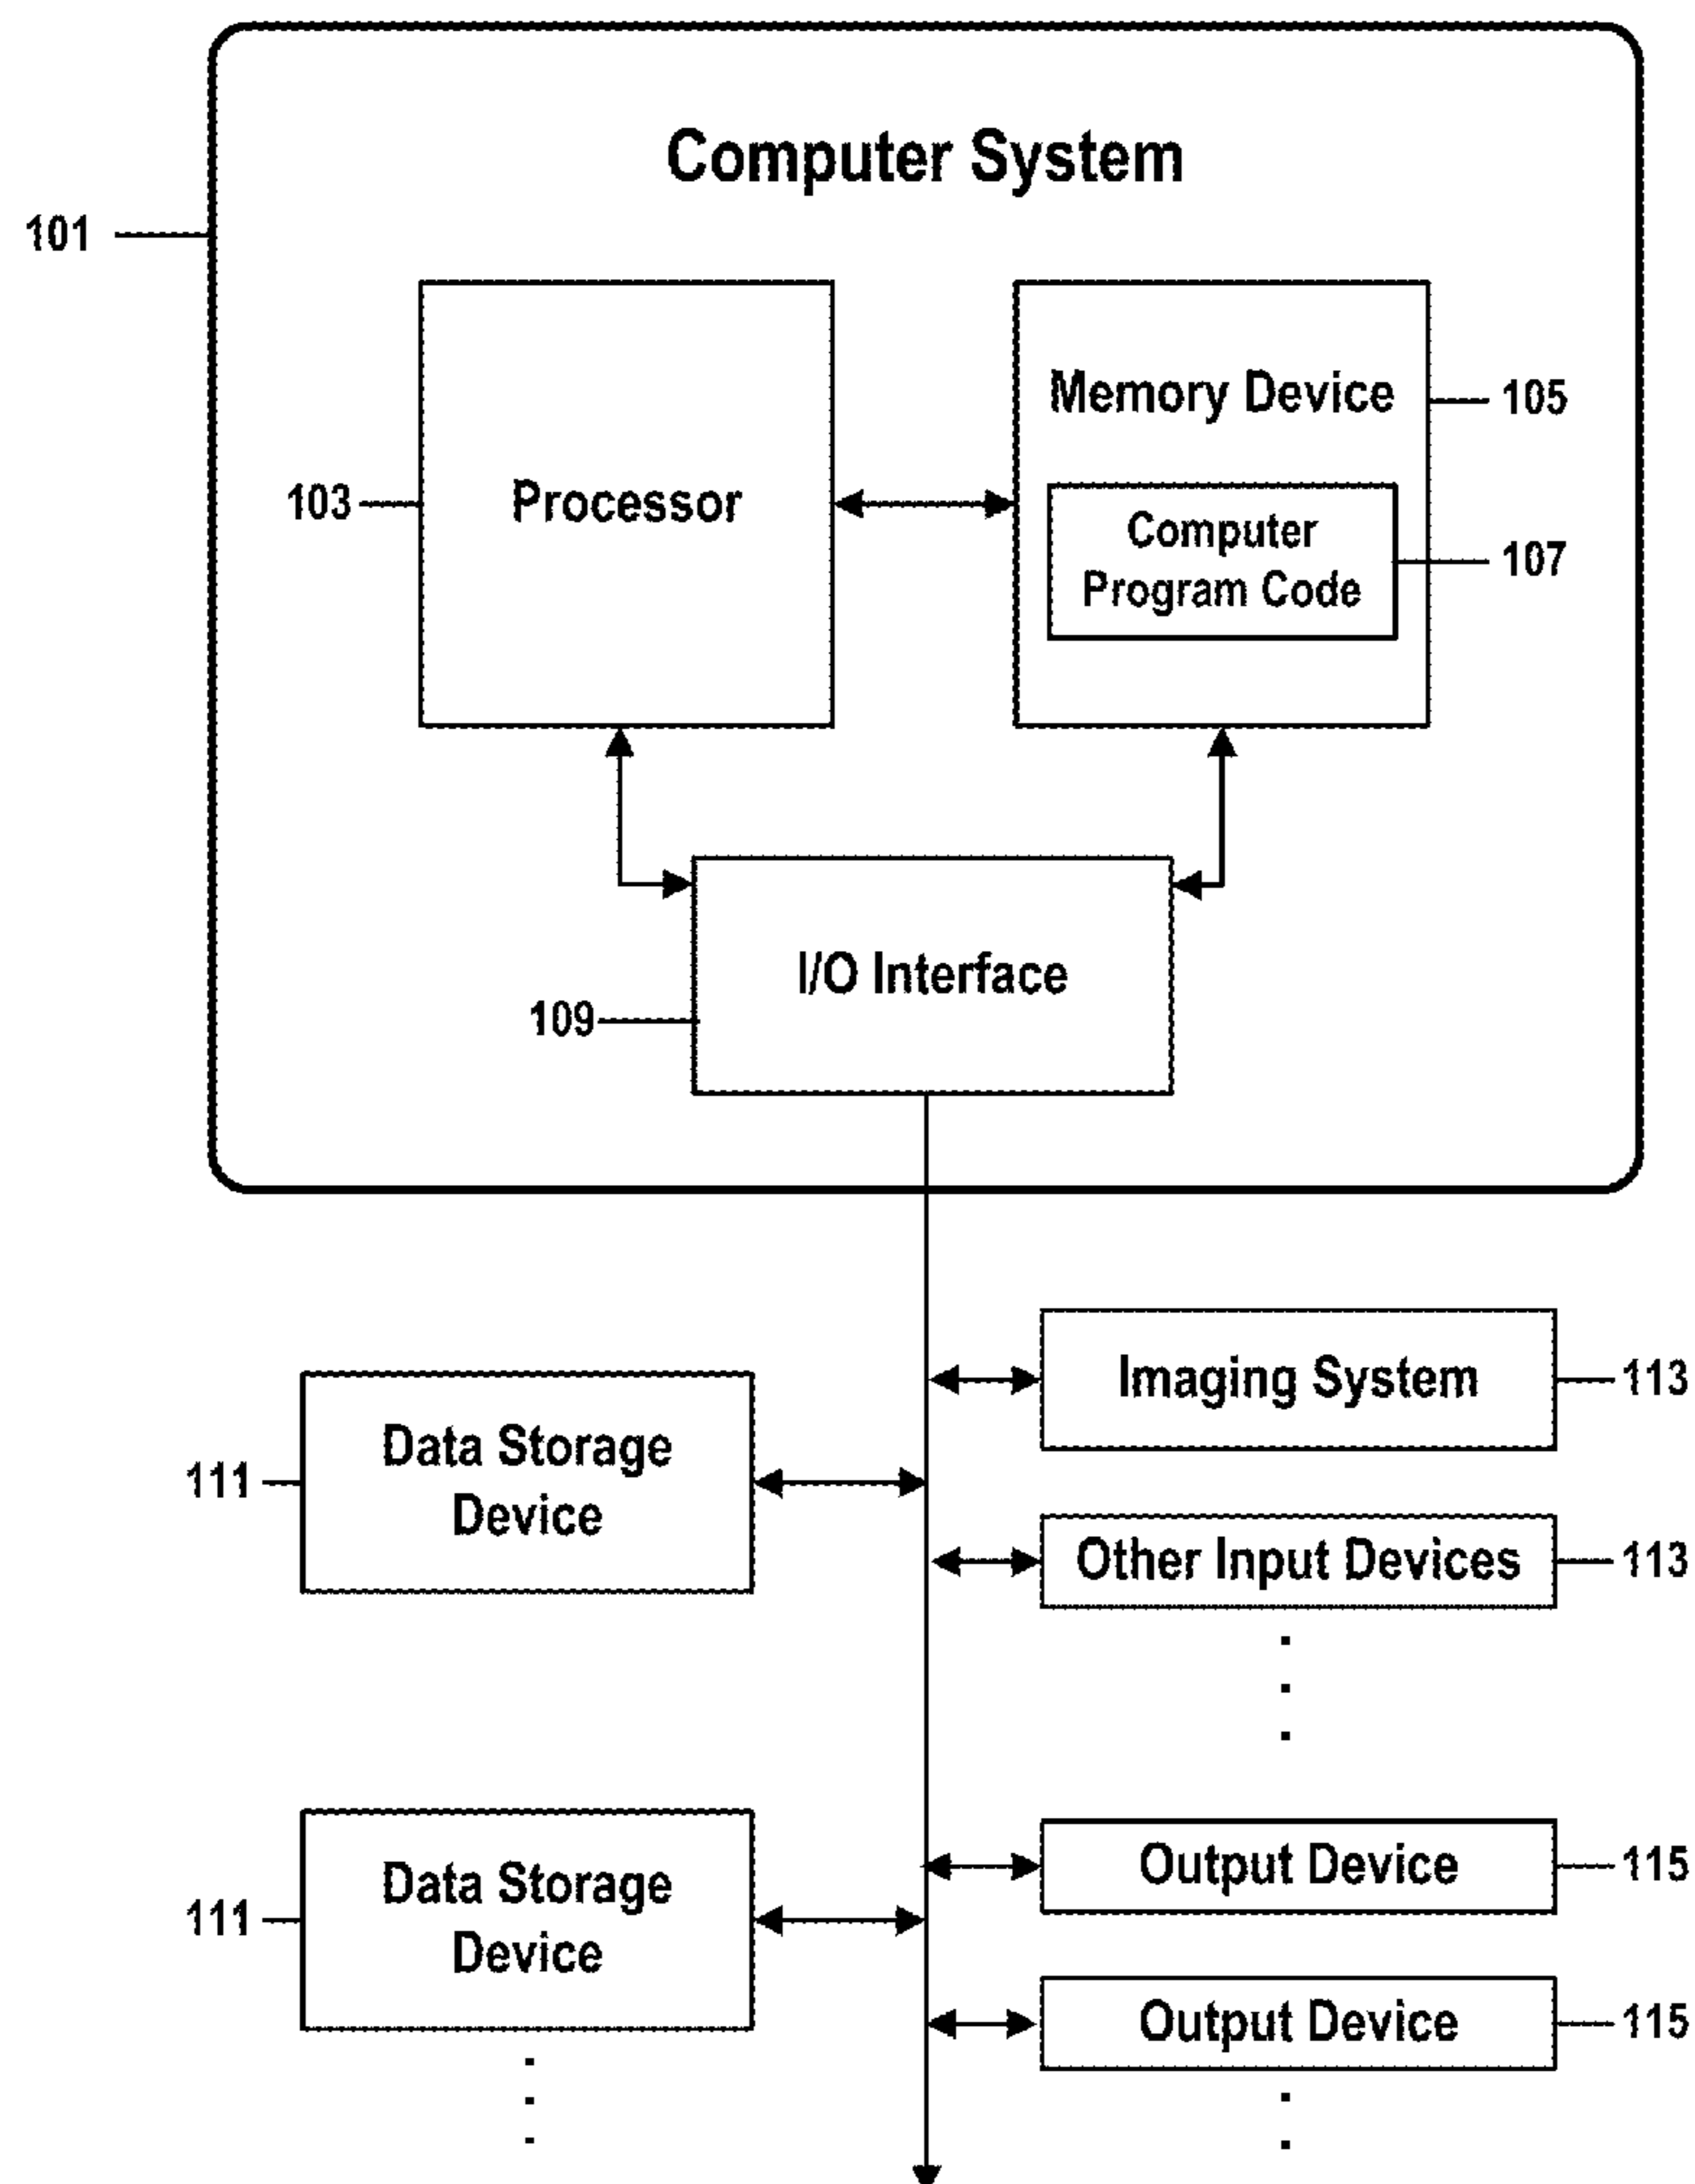 Computer System
101
Processor
103
Memory Device
105
Computer
Program Code
107
I/O Interface
109
Imaging System
113
Data Storage
Device
111
Other Input Devices
113
Output Device
115
Data Storage
Device
111
Output Device
115